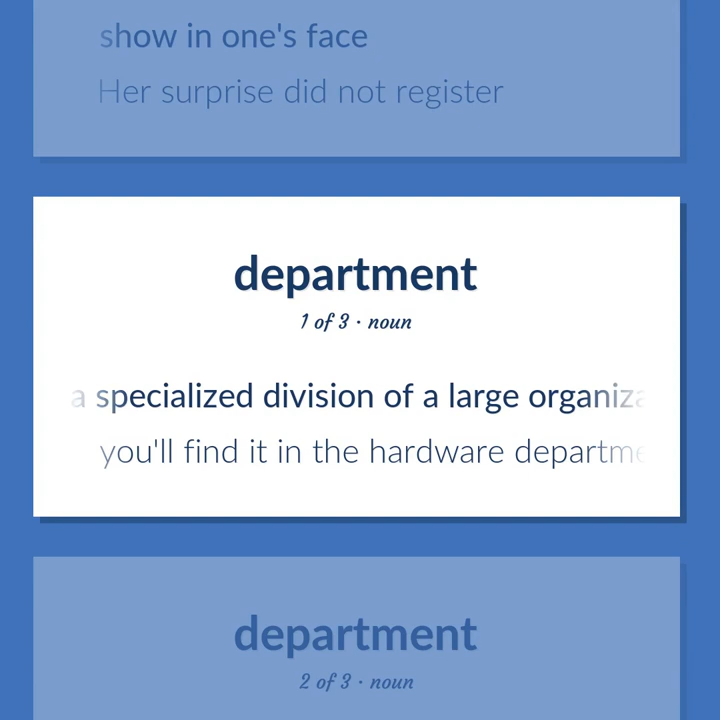 show in one's face
Her surprise did not register
department
1 of 3 · noun
a specialized division of a large organiza
you'll find it in the hardware departme
department
2 of 3 · noun